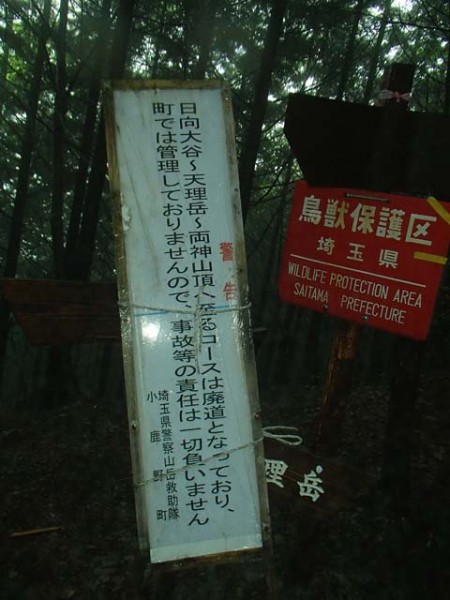 警告
日向大谷~天理岳~両神山頂へ至るコースは廃道となっており、
町では管理しておりませんので、事故等の責任は一切負いません
埼玉県警察山岳救助隊
小鹿野町
鳥獣保護区
埼玉県
WILDLIFE PROTECTION AREA
SAITAMA PREFECTURE
理岳